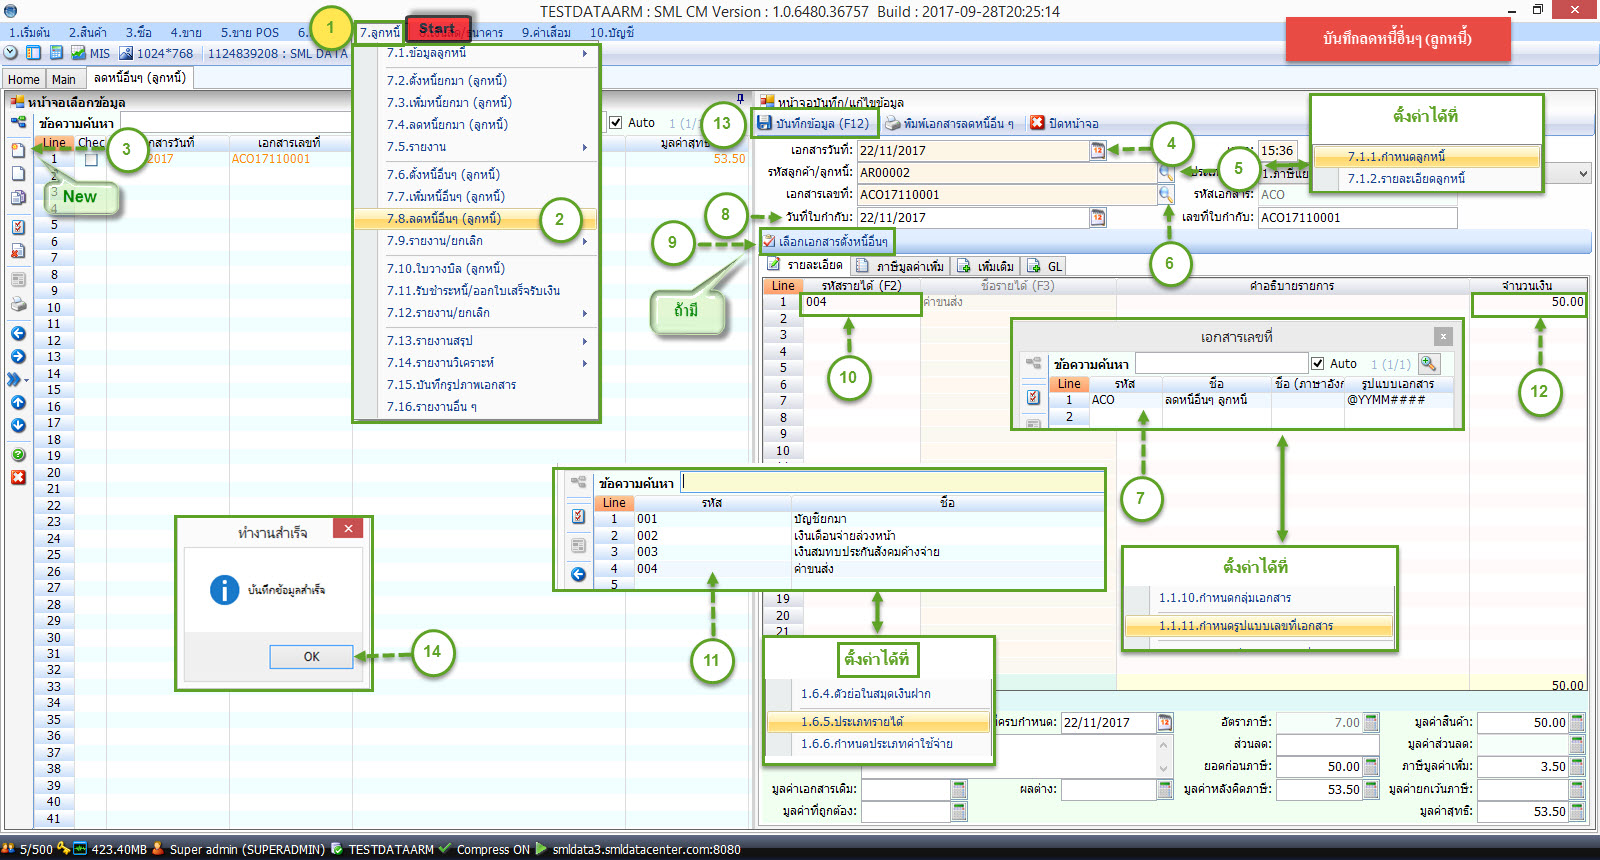 TESTDATAARM : SML CM Version : 1.0.6480.36757 Build : 2017-09-28T20:25:14
1.เริ่มต้น 2.สินค้า 3.ซื้อ 4.ขาย 5.ขาย POS 6. 1 7.ลูกหนี้ Start 9.ค่าเสื่อม 10.บัญชี
บันทึกลดหนี้อื่นๆ (ลูกหนี้)
MIS 1024*768 1124839208 : SML DATA
Home Main ลดหนี้อื่นๆ (ลูกหนี้)
หน้าจอเลือกข้อมูล
ข้อความค้นหา
Auto 1 (1/1)
Line Chec เอกสารวันที่ เอกสารเลขที่ มูลค่าสุทธิ
1 2017 ACO17110001 53.50
3
New
2
3
4
5
6
7
8
9
10
11
12
13
14
15
16
17
18
19
20
21
22
23
24
25
26
27
28
29
30
31
32
33
34
35
36
37
38
39
40
41
7.1.ข้อมูลลูกหนี้
7.2.ตั้งหนี้ยกมา (ลูกหนี้)
7.3.เพิ่มหนี้ยกมา (ลูกหนี้)
7.4.ลดหนี้ยกมา (ลูกหนี้)
7.5.รายงาน
7.6.ตั้งหนี้อื่นๆ (ลูกหนี้)
7.7.เพิ่มหนี้อื่นๆ (ลูกหนี้)
7.8.ลดหนี้อื่นๆ (ลูกหนี้) 2
7.9.รายงาน/ยกเลิก
7.10.ใบวางบิล (ลูกหนี้)
7.11.รับชำระหนี้/ออกใบเสร็จรับเงิน
7.12.รายงาน/ยกเลิก
7.13.รายงานสรุป
7.14.รายงานวิเคราะห์
7.15.บันทึกรูปภาพเอกสาร
7.16.รายงานอื่น ๆ
หน้าจอบันทึก/แก้ไขข้อมูล
13 บันทึกข้อมูล (F12) พิมพ์เอกสารลดหนี้อื่น ๆ ปิดหน้าจอ
เอกสารวันที่: 22/11/2017 4 15:36
รหัสลูกค้า/ลูกหนี้: AR00002 5 1.ภาษีแย
เอกสารเลขที่: ACO17110001 รหัสเอกสาร: ACO
8 วันที่ใบกำกับ: 22/11/2017 เลขที่ใบกำกับ: ACO17110001
6
ตั้งค่าได้ที่
7.1.1.กำหนดลูกหนี้
7.1.2.รายละเอียดลูกหนี้
9 เลือกเอกสารตั้งหนี้อื่นๆ
ถ้ามี
รายละเอียด ภาษีมูลค่าเพิ่ม เพิ่มเติม GL
Line รหัสรายได้ (F2) ชื่อรายได้ (F3) คำอธิบายรายการ จำนวนเงิน
1 004 ค่าขนส่ง 50.00
2
3
4
5
6
7
8
9
10
10
12
เอกสารเลขที่
ข้อความค้นหา Auto 1 (1/1)
Line รหัส ชื่อ ชื่อ (ภาษาอังก รูปแบบเอกสาร
1 ACO ลดหนี้อื่นๆ ลูกหนี้ @YYMM####
2
7
ตั้งค่าได้ที่
1.1.10.กำหนดกลุ่มเอกสาร
1.1.11.กำหนดรูปแบบเลขที่เอกสาร
ข้อความค้นหา
Line รหัส ชื่อ
1 001 บัญชียกมา
2 002 เงินเดือนจ่ายล่วงหน้า
3 003 เงินสมทบประกันสังคมค้างจ่าย
4 004 ค่าขนส่ง
5
11
19
20
21
ตั้งค่าได้ที่
1.6.4.ตัวย่อในสมุดเงินฝาก
1.6.5.ประเภทรายได้
1.6.6.กำหนดประเภทค่าใช้จ่าย
ทำงานสำเร็จ
บันทึกข้อมูลสำเร็จ
OK
14
50.00
ครบกำหนด: 22/11/2017 อัตราภาษี: 7.00 มูลค่าสินค้า: 50.00
ส่วนลด: มูลค่าส่วนลด:
ยอดก่อนภาษี: 50.00 ภาษีมูลค่าเพิ่ม: 3.50
มูลค่าเอกสารเดิม: ผลต่าง: มูลค่าหลังคิดภาษี: 53.50 มูลค่ายกเว้นภาษี:
มูลค่าที่ถูกต้อง: มูลค่าสุทธิ: 53.50
5/500 423.40MB Super admin (SUPERADMIN) TESTDATAARM Compress ON smldata3.smldatacenter.com:8080